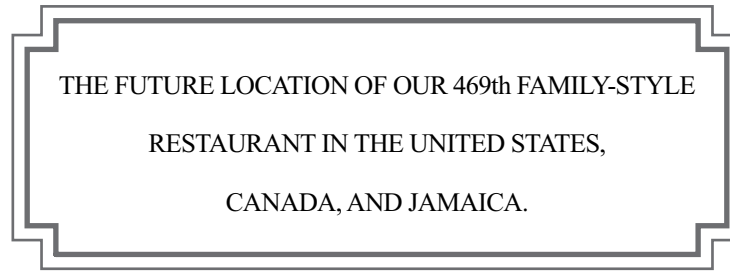 THE FUTURE LOCATION OF OUR 469th FAMILY-STYLE
RESTAURANT IN THE UNITED STATES,
CANADA, AND JAMAICA.